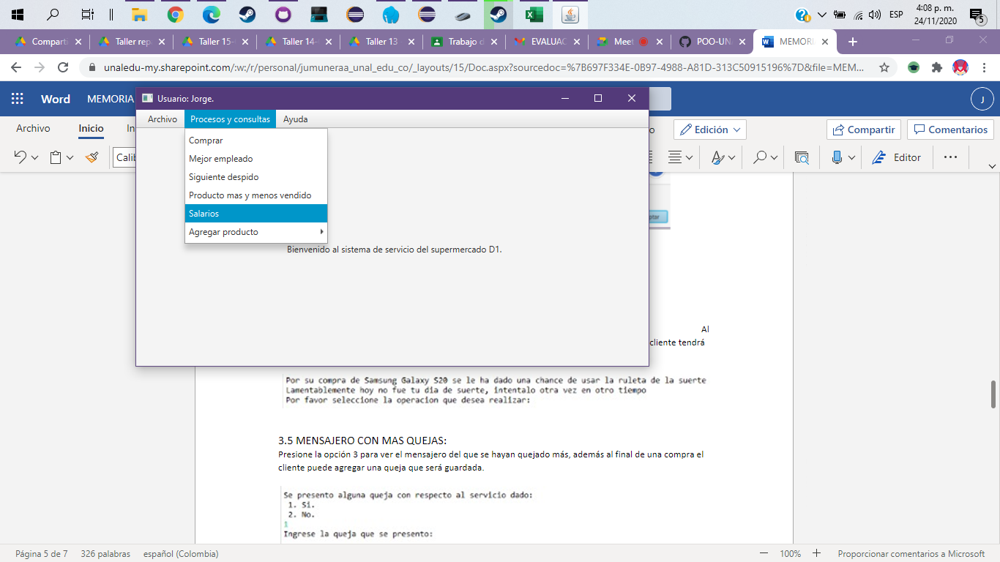 ESP
4:08 p. m.
24/11/2020
5
Comparti
Taller rep
Taller 15-
Taller 14-
Taller 13
Trabajo d
EVALUAC
Meet
POO-UN
MEMORI
unaledu-my.sharepoint.com/:w:/r/personal/jumuneraa_unal_edu_co/_layouts/15/Doc.aspx?sourcedoc=%7B697F334E-0B97-4988-A81D-313C50915196%7D&file=MEM...
Word
MEMORIA
J
Usuario: Jorge.
Archivo
Procesos y consultas
Ayuda
Comprar
Mejor empleado
Siguiente despido
Producto mas y menos vendido
Salarios
Agregar producto
Bienvenido al sistema de servicio del supermercado D1.
Archivo
Inicio
In
o
Edición
Compartir
Comentarios
Calib
Editor
ptar
Al
cliente tendrá
Por su compra de Samsung Galaxy S20 se le ha dado una chance de usar la ruleta de la suerte
Lamentablemente hoy no fue tu dia de suerte, intentalo otra vez en otro tiempo
Por favor seleccione la operacion que desea realizar:
3.5 MENSAJERO CON MAS QUEJAS:
Presione la opción 3 para ver el mensajero del que se hayan quejado más, además al final de una compra el
cliente puede agregar una queja que será guardada.
Se presento alguna queja con respecto al servicio dado:
1. Si.
2. No.
1
Ingrese la queja que se presento:
Página 5 de 7
326 palabras
español (Colombia)
100%
Proporcionar comentarios a Microsoft